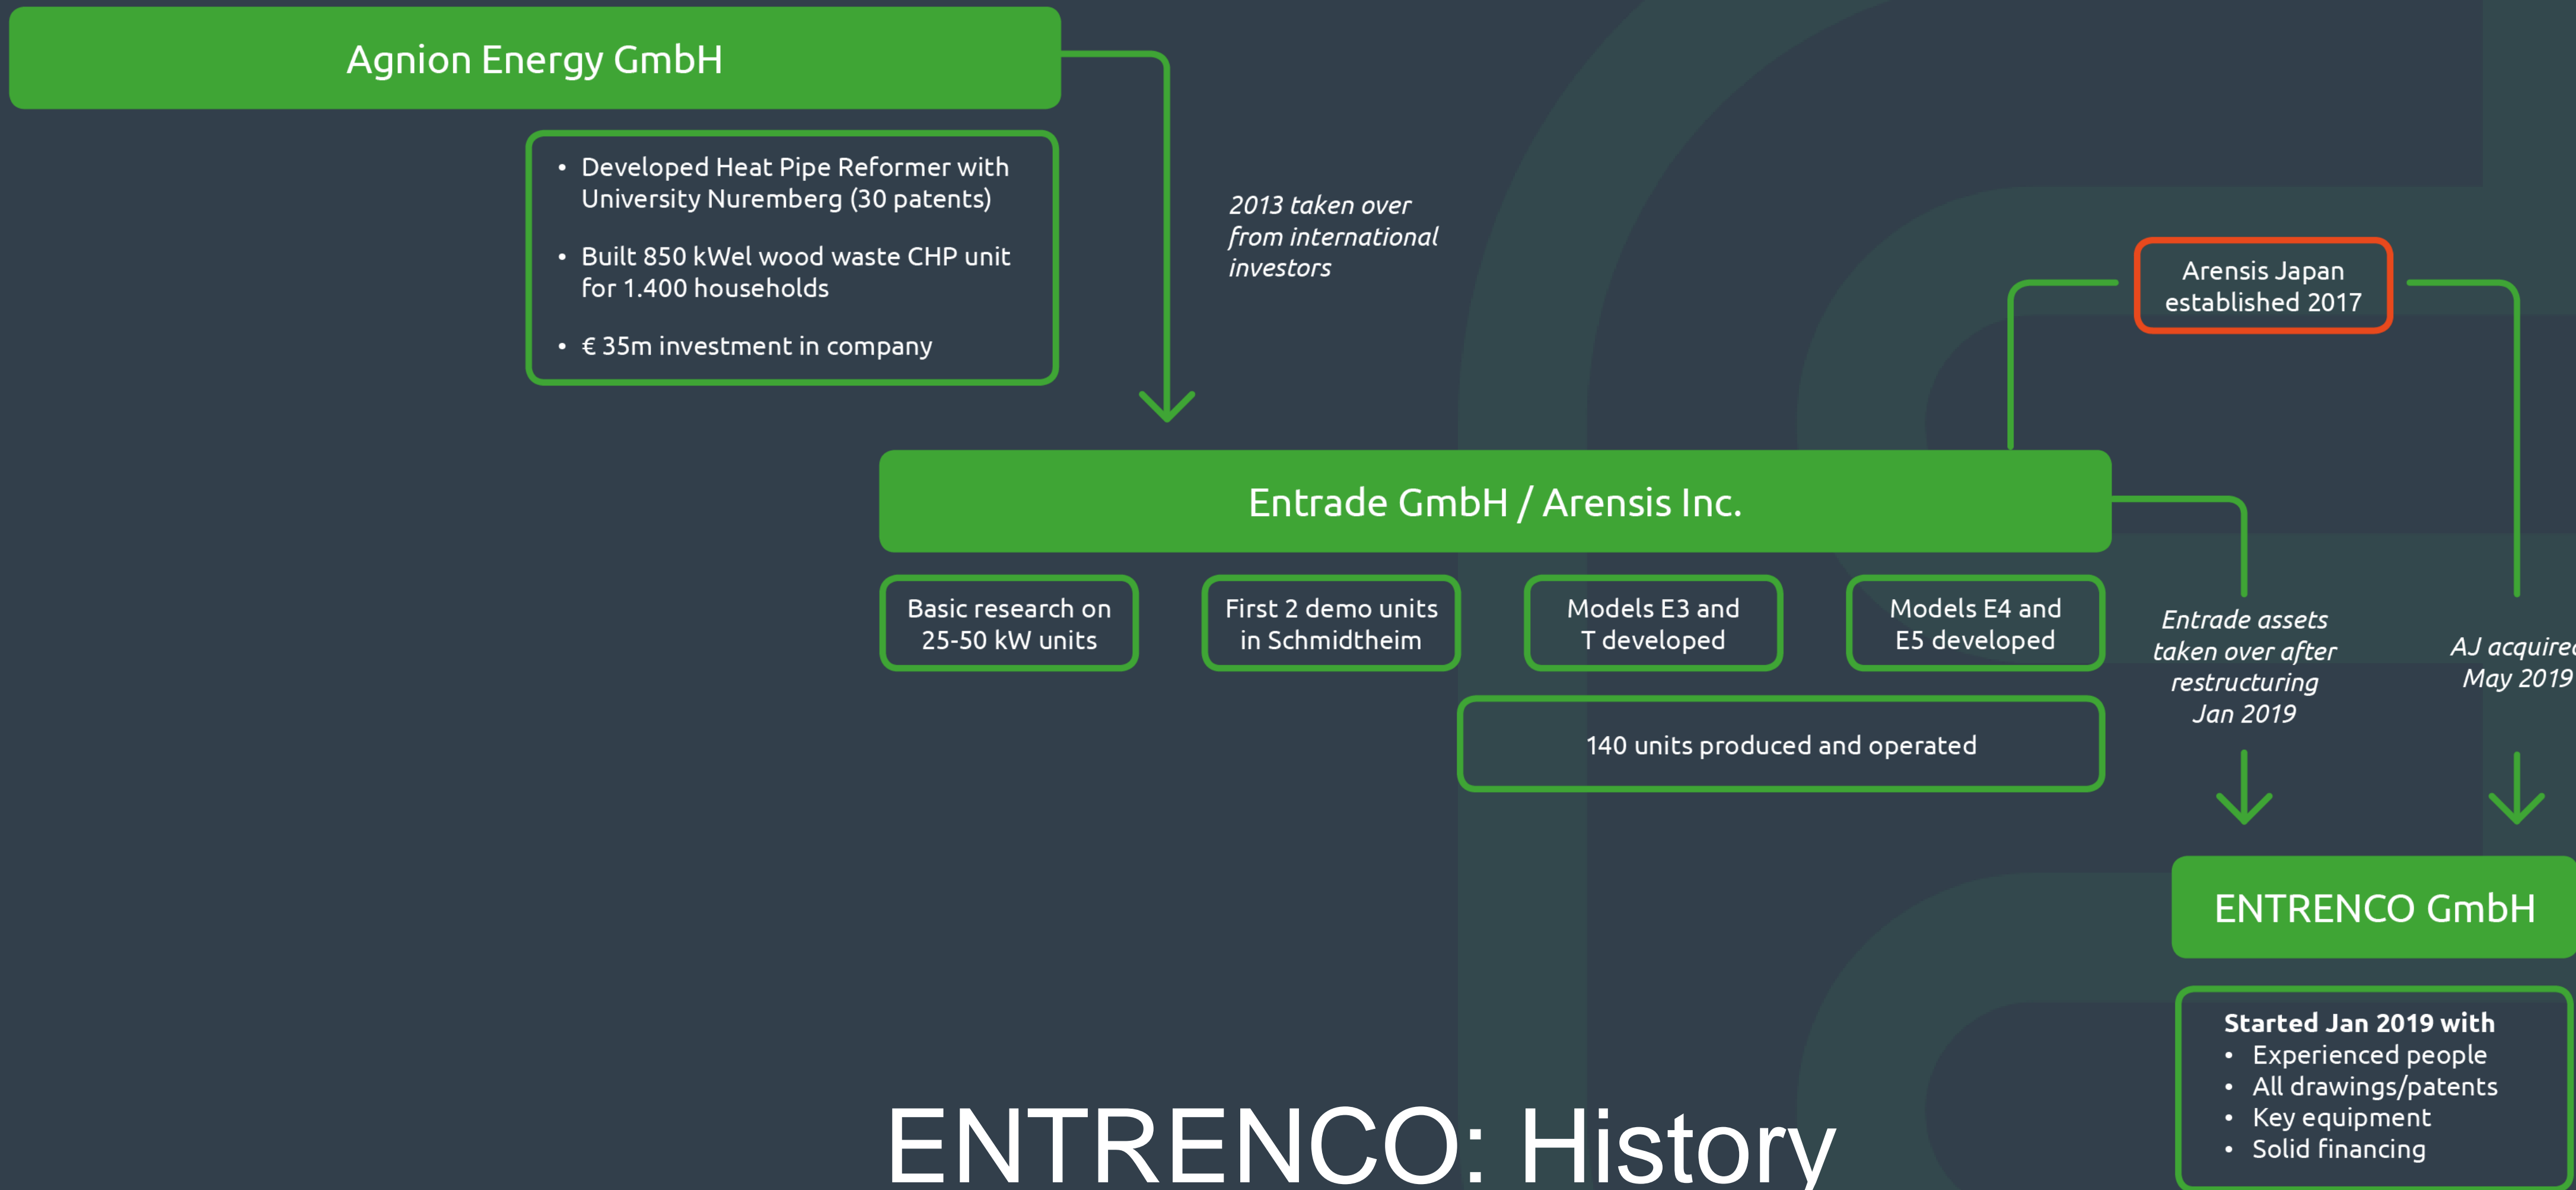 Agnion Energy GmbH
• Developed Heat Pipe Reformer with
University Nuremberg (30 patents)
• Built 850 kWel wood waste CHP unit
for 1.400 households
• € 35m investment in company
2013 taken over
from international
investors
Arensis Japan
established 2017
Entrade GmbH / Arensis Inc.
Basic research on
25-50 kW units
First 2 demo units
in Schmidtheim
Models E3 and
T developed
Models E4 and
E5 developed
140 units produced and operated
Entrade assets
taken over after
restructuring
Jan 2019
AJ acquired
May 2019
ENTRENCO GmbH
Started Jan 2019 with
• Experienced people
• All drawings/patents
• Key equipment
• Solid financing
ENTRENCO: History